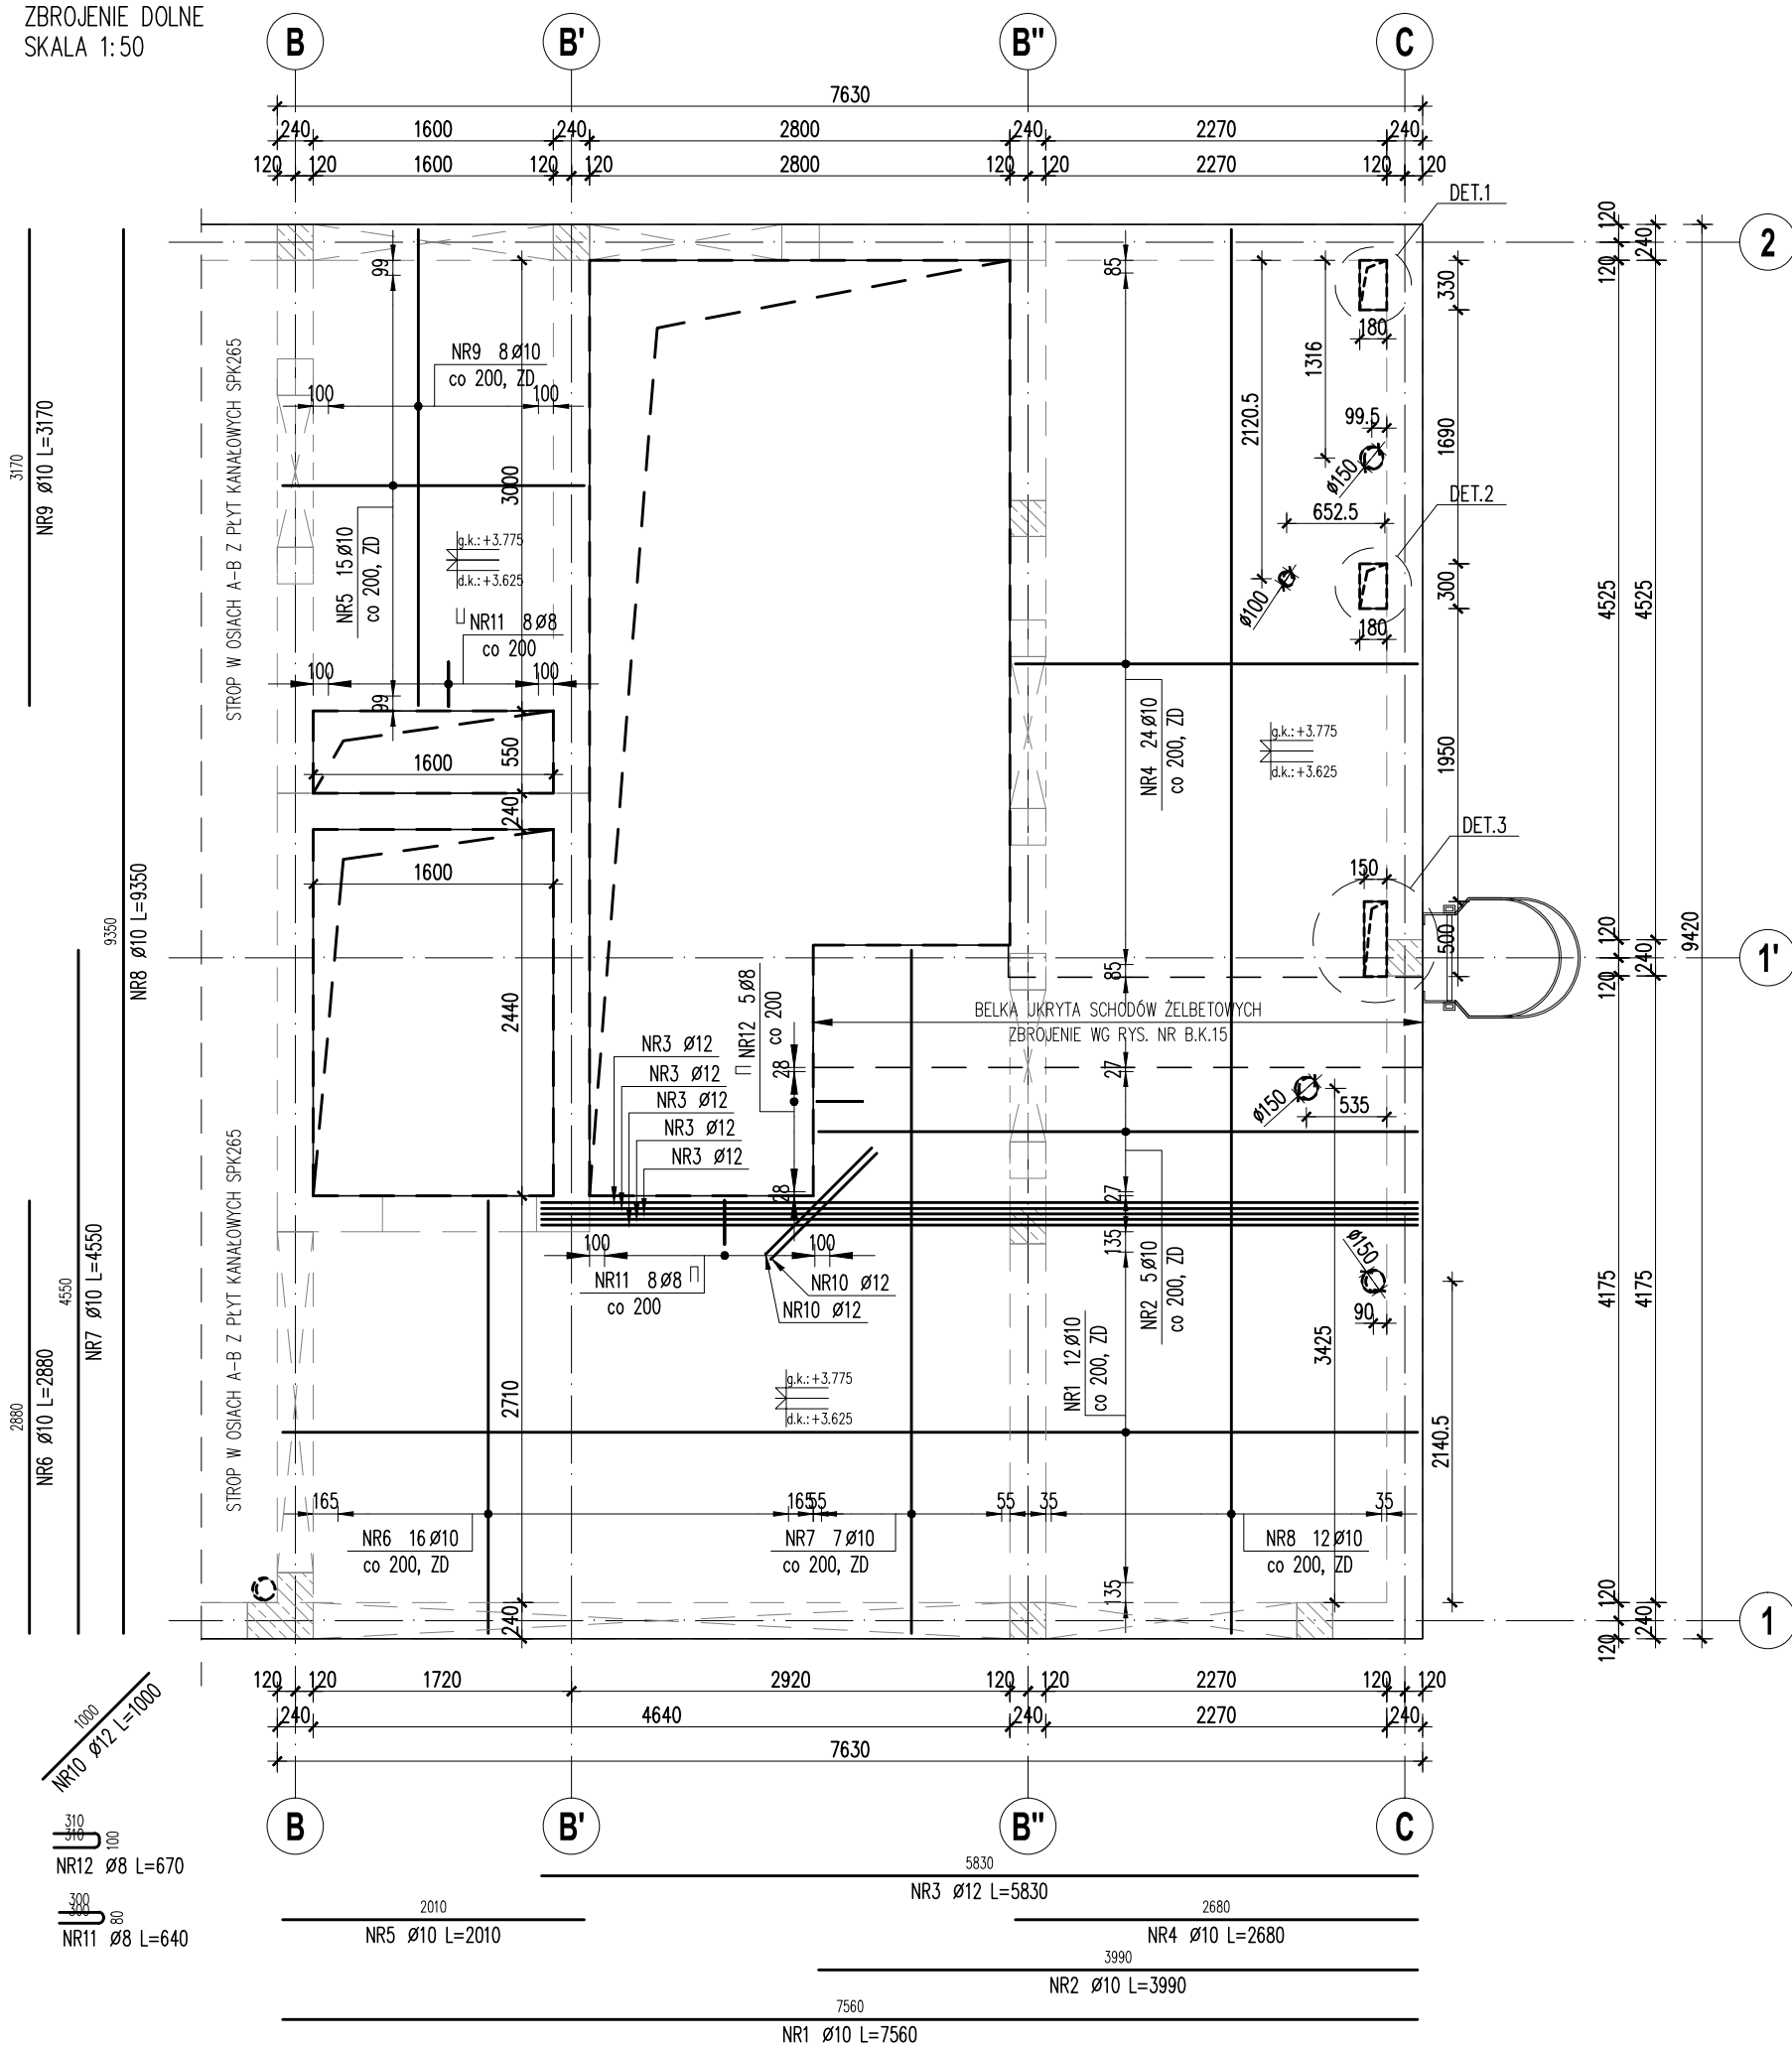 ZBROJENIE DOLNE
SKALA 1:50
B
B'
B"
C
7630
240
1600
240
2800
240
2270
240
120
120
1600
120
120
2800
120
120
2270
120
120
DET.1
2
120
240
120
330
180
1316
2120.5
99.5
Ø150
1690
DET.2
652.5
Ø100
300
180
4525
4525
1950
DET.3
150
500
120
240
120
9420
1'
99
85
NR9 8Ø10
co 200, ZD
100
100
3000
STROP W OSIACH A-B Z PŁYT KANAŁOWYCH SPK265
NR5 15Ø10
co 200, ZD
g.k.:+3.775
d.k.:+3.625
NR11 8Ø8
co 200
100
100
99
550
1600
240
1600
2440
3170
NR9 Ø10 L=3170
9350
NR8 Ø10 L=9350
4550
NR7 Ø10 L=4550
2880
NR6 Ø10 L=2880
NR4 24Ø10
co 200, ZD
g.k.:+3.775
d.k.:+3.625
85
BELKA UKRYTA SCHODÓW ŻELBETOWYCH
ZBROJENIE WG RYS. NR B.K.15
NR12 5Ø8
co 200
NR3 Ø12
NR3 Ø12
NR3 Ø12
NR3 Ø12
NR3 Ø12
28
28
27
27
Ø150
535
135
100
100
NR11 8Ø8
co 200
NR10 Ø12
NR10 Ø12
NR2 5Ø10
co 200, ZD
NR1 12Ø10
co 200, ZD
Ø150
90
3425
2140.5
4175
4175
STROP W OSIACH A-B Z PŁYT KANAŁOWYCH SPK265
2710
g.k.:+3.775
d.k.:+3.625
165
165
55
55
35
35
NR6 16Ø10
co 200, ZD
NR7 7Ø10
co 200, ZD
NR8 12Ø10
co 200, ZD
135
240
120
240
120
1
120
120
1720
2920
120
120
2270
120
120
240
4640
240
2270
240
7630
B
B'
B"
C
1000
NR10 Ø12 L=1000
310
310
100
NR12 Ø8 L=670
300
300
80
NR11 Ø8 L=640
5830
NR3 Ø12 L=5830
2010
NR5 Ø10 L=2010
2680
NR4 Ø10 L=2680
3990
NR2 Ø10 L=3990
7560
NR1 Ø10 L=7560